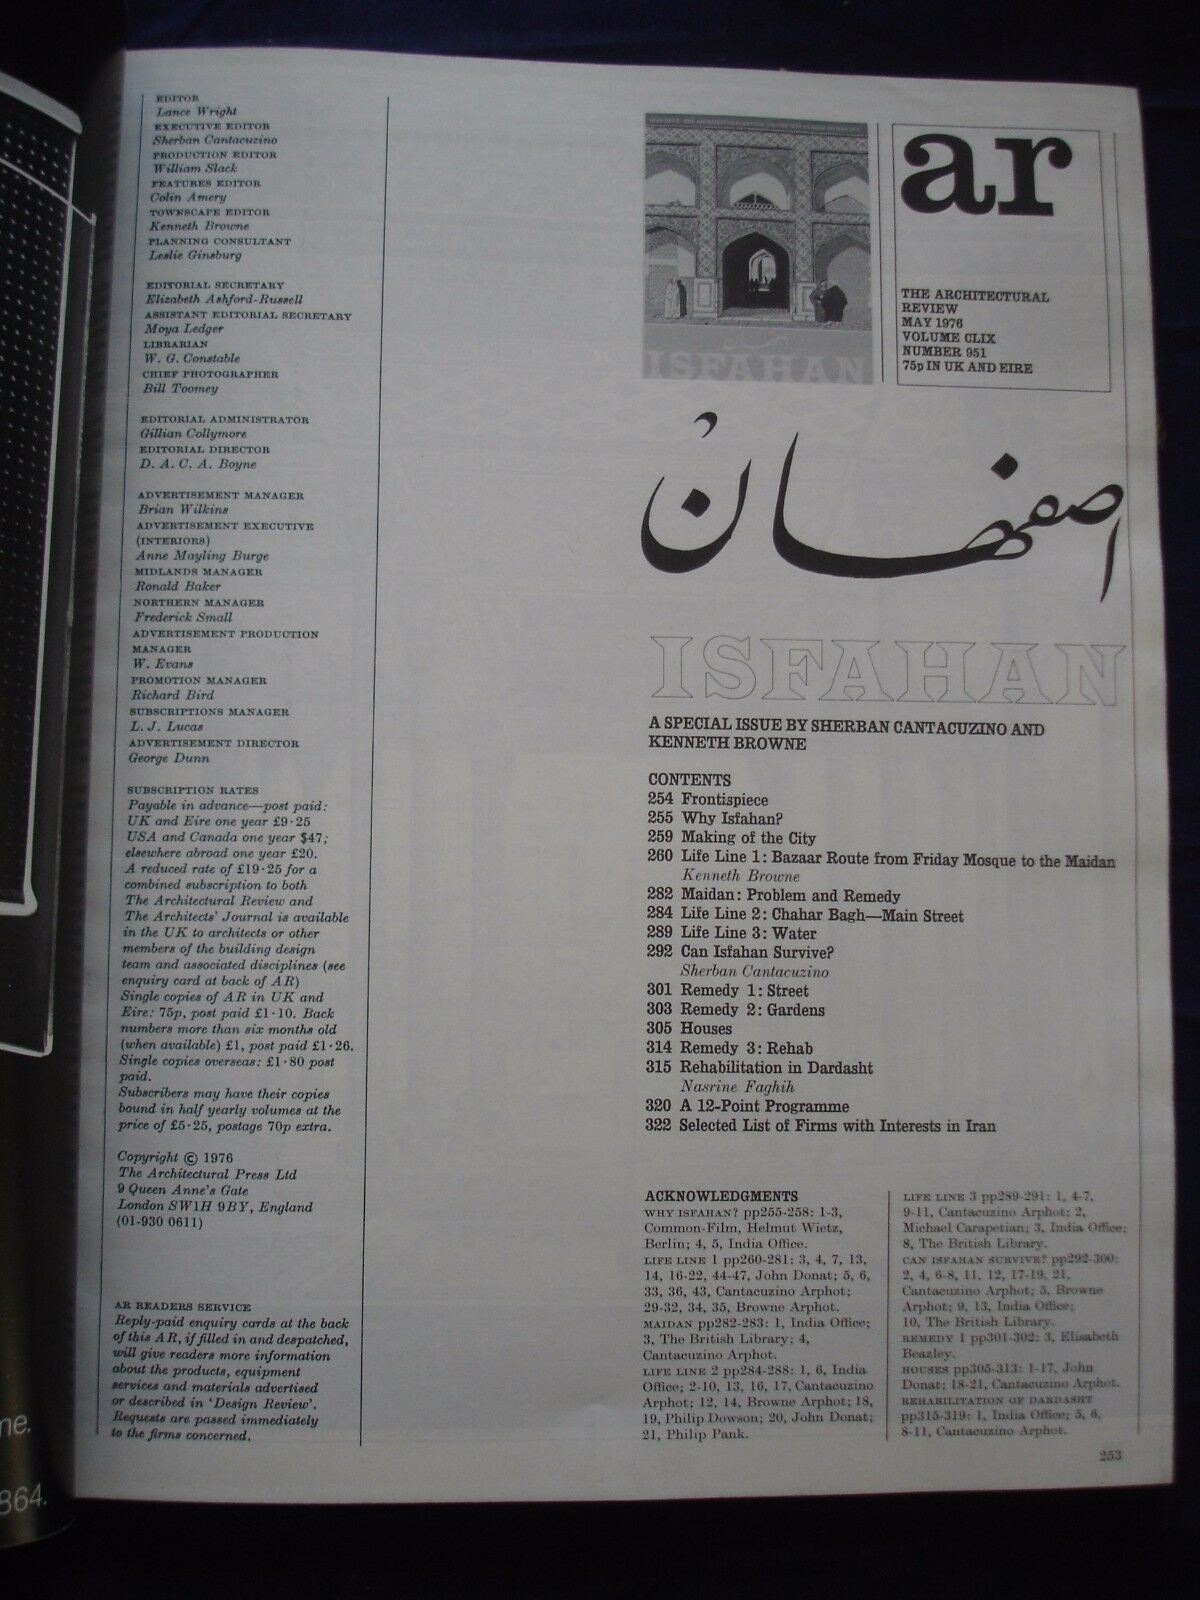 EDITOR
Lance Wright
EXECUTIVE EDITOR
Sherban Cantacuzino
PRODUCTION EDITOR
William Slack
FEATURES EDITOR
Colin Amery
TOWNSCAPE EDITOR
Kenneth Browne
PLANNING CONSULTANT
Leslie Ginsburg
EDITORIAL SECRETARY
Elizabeth Ashford-Russell
ASSISTANT EDITORIAL SECRETARY
Moya Ledger
LIBRARIAN
W. G. Constable
CHIEF PHOTOGRAPHER
Bill Toomey
EDITORIAL ADMINISTRATOR
Gillian Collymore
EDITORIAL DIRECTOR
D. A. C. A. Boyne
ADVERTISEMENT MANAGER
Brian Wilkins
ADVERTISEMENT EXECUTIVE
(INTERIORS)
Anne Mayling Burge
MIDLANDS MANAGER
Ronald Baker
NORTHERN MANAGER
Frederick Small
ADVERTISEMENT PRODUCTION
MANAGER
W. Evans
PROMOTION MANAGER
Richard Bird
SUBSCRIPTIONS MANAGER
L. J. Lucas
ADVERTISEMENT DIRECTOR
George Dunn
SUBSCRIPTION RATES
Payable in advance—post paid:
UK and Eire one year £9·25
USA and Canada one year $47;
elsewhere abroad one year £20.
A reduced rate of £19·25 for a
combined subscription to both
The Architectural Review and
The Architects' Journal is available
in the UK to architects or other
members of the building design
team and associated disciplines (see
enquiry card at back of AR)
Single copies of AR in UK and
Eire: 75p, post paid £1·10. Back
numbers more than six months old
(when available) £1, post paid £1·26.
Single copies overseas: £1·80 post
paid.
Subscribers may have their copies
bound in half yearly volumes at the
price of £5·25, postage 70p extra.
Copyright © 1976
The Architectural Press Ltd
9 Queen Anne's Gate
London SW1H 9BY, England
(01-930 0611)
AR READERS SERVICE
Reply-paid enquiry cards at the back
of this AR, if filled in and despatched,
will give readers more information
about the products, equipment
services and materials advertised
or described in 'Design Review'.
Requests are passed immediately
to the firms concerned.
ISFAHAN
ar
THE ARCHITECTURAL
REVIEW
MAY 1976
VOLUME CLIX
NUMBER 951
75p IN UK AND EIRE
اصفهان
ISFAHAN
A SPECIAL ISSUE BY SHERBAN CANTACUZINO AND
KENNETH BROWNE
CONTENTS
254 Frontispiece
255 Why Isfahan?
259 Making of the City
260 Life Line 1: Bazaar Route from Friday Mosque to the Maidan
Kenneth Browne
282 Maidan: Problem and Remedy
284 Life Line 2: Chahar Bagh—Main Street
289 Life Line 3: Water
292 Can Isfahan Survive?
Sherban Cantacuzino
301 Remedy 1: Street
303 Remedy 2: Gardens
305 Houses
314 Remedy 3: Rehab
315 Rehabilitation in Dardasht
Nasrine Faghih
320 A 12-Point Programme
322 Selected List of Firms with Interests in Iran
ACKNOWLEDGMENTS
WHY ISFAHAN? pp255-258: 1-3,
Common-Film, Helmut Wietz,
Berlin; 4, 5, India Office.
LIFE LINE 1 pp260-281: 3, 4, 7, 13,
14, 16-22, 44-47, John Donat; 5, 6,
33, 36, 43, Cantacuzino Arphot;
29-32, 34, 35, Browne Arphot.
MAIDAN pp282-283: 1, India Office;
3, The British Library; 4,
Cantacuzino Arphot.
LIFE LINE 2 pp284-288: 1, 6, India
Office; 2-10, 13, 16, 17, Cantacuzino
Arphot; 12, 14, Browne Arphot; 18,
19, Philip Dowson; 20, John Donat;
21, Philip Pank.
LIFE LINE 3 pp289-291: 1, 4-7,
9-11, Cantacuzino Arphot; 2,
Michael Carapetian; 3, India Office;
8, The British Library.
CAN ISFAHAN SURVIVE? pp292-300:
2, 4, 6-8, 11, 12, 17-19, 21,
Cantacuzino Arphot; 5, Browne
Arphot; 9, 13, India Office;
10, The British Library.
REMEDY 1 pp301-302: 3, Elisabeth
Beazley.
HOUSES pp305-313: 1-17, John
Donat; 18-21, Cantacuzino Arphot.
REHABILITATION OF DARDASHT
pp315-319: 1, India Office; 5, 6,
8-11, Cantacuzino Arphot.
253
me.
864.